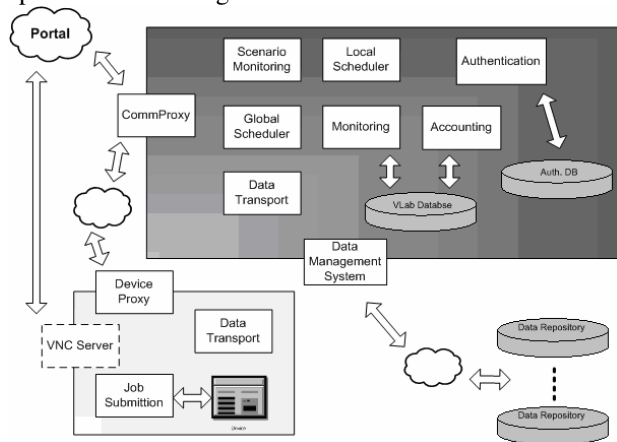 Portal
Scenario
Monitoring
Local
Scheduler
Authentication
CommProxy
Global
Scheduler
Monitoring
Accounting
Auth. DB
Data
Transport
VLab Databse
Data
Management
System
Device
Proxy
Data
Transport
VNC Server
Job
Submittion
Device
Data Repository
Data Repository